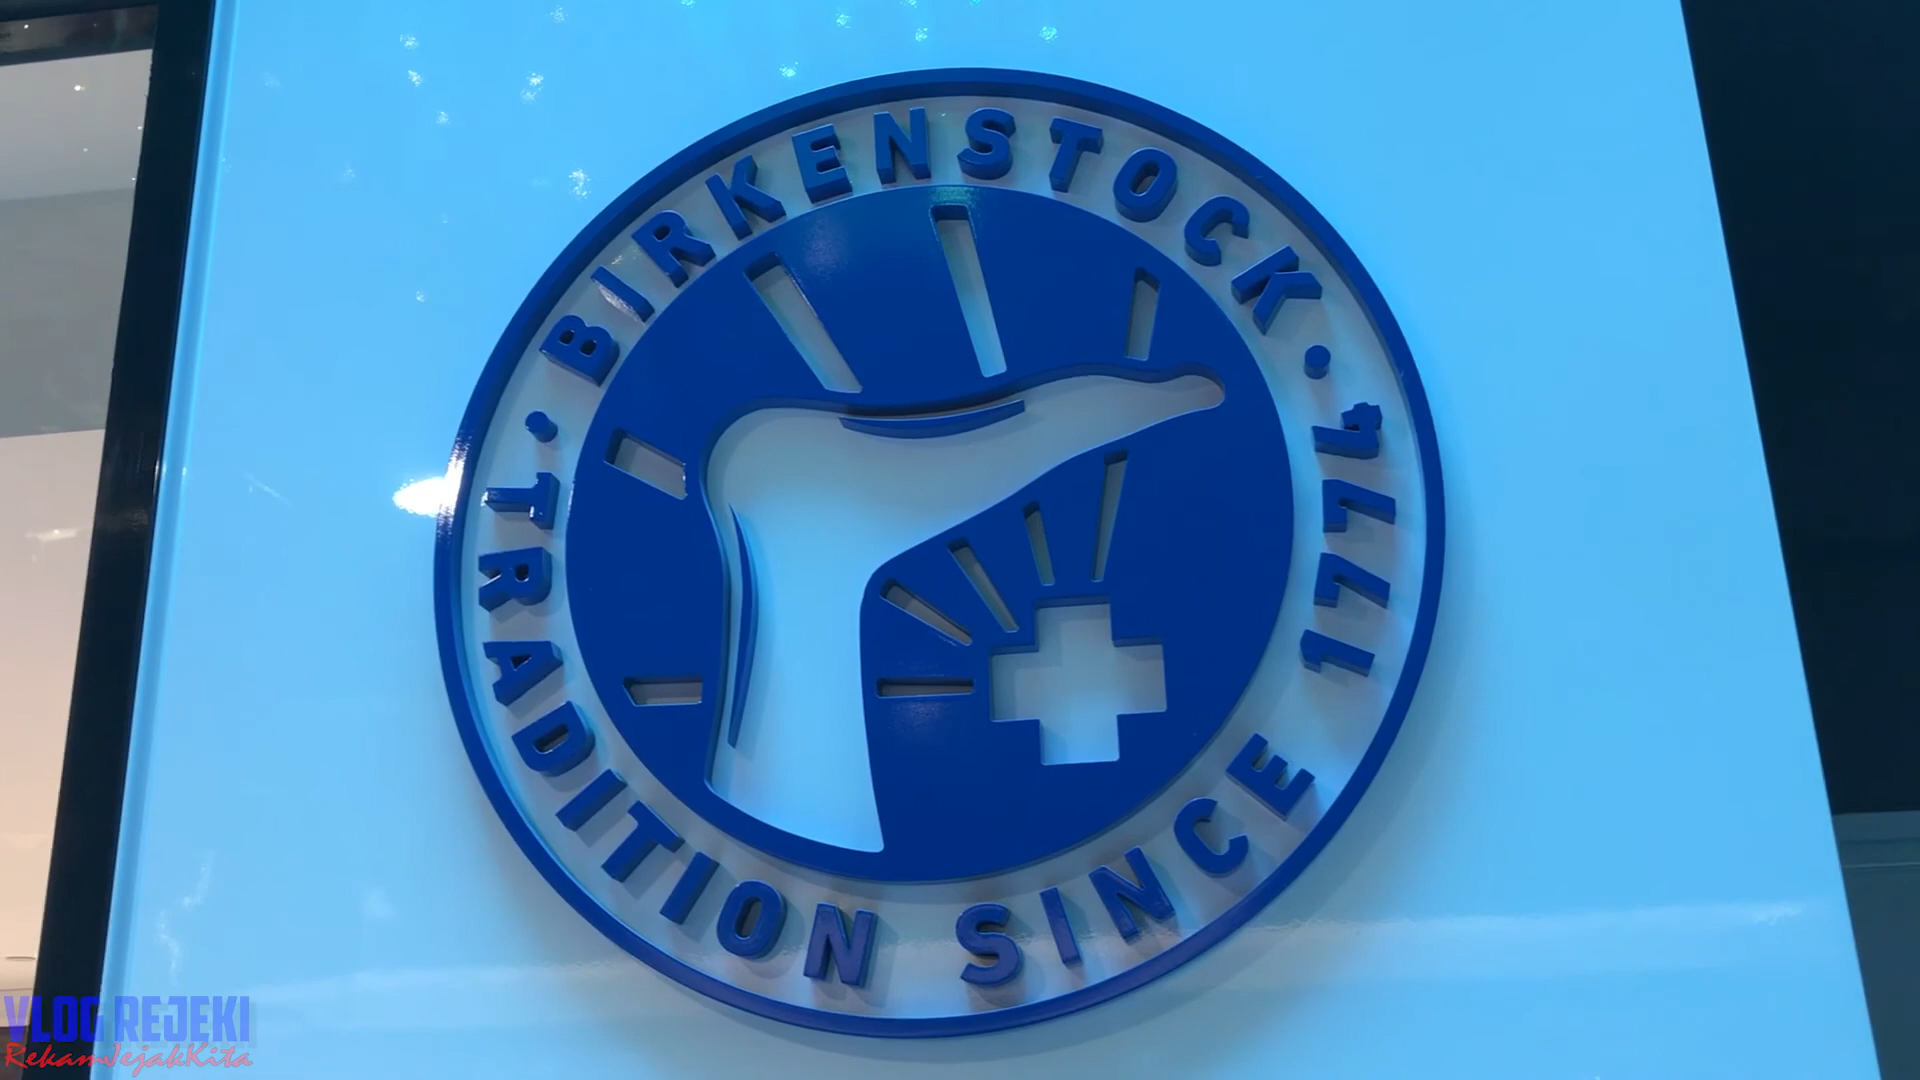 BIRKENSTOCK
• TRADITION SINCE 1774 •
VLOG REJEKI
RekamJejakKita